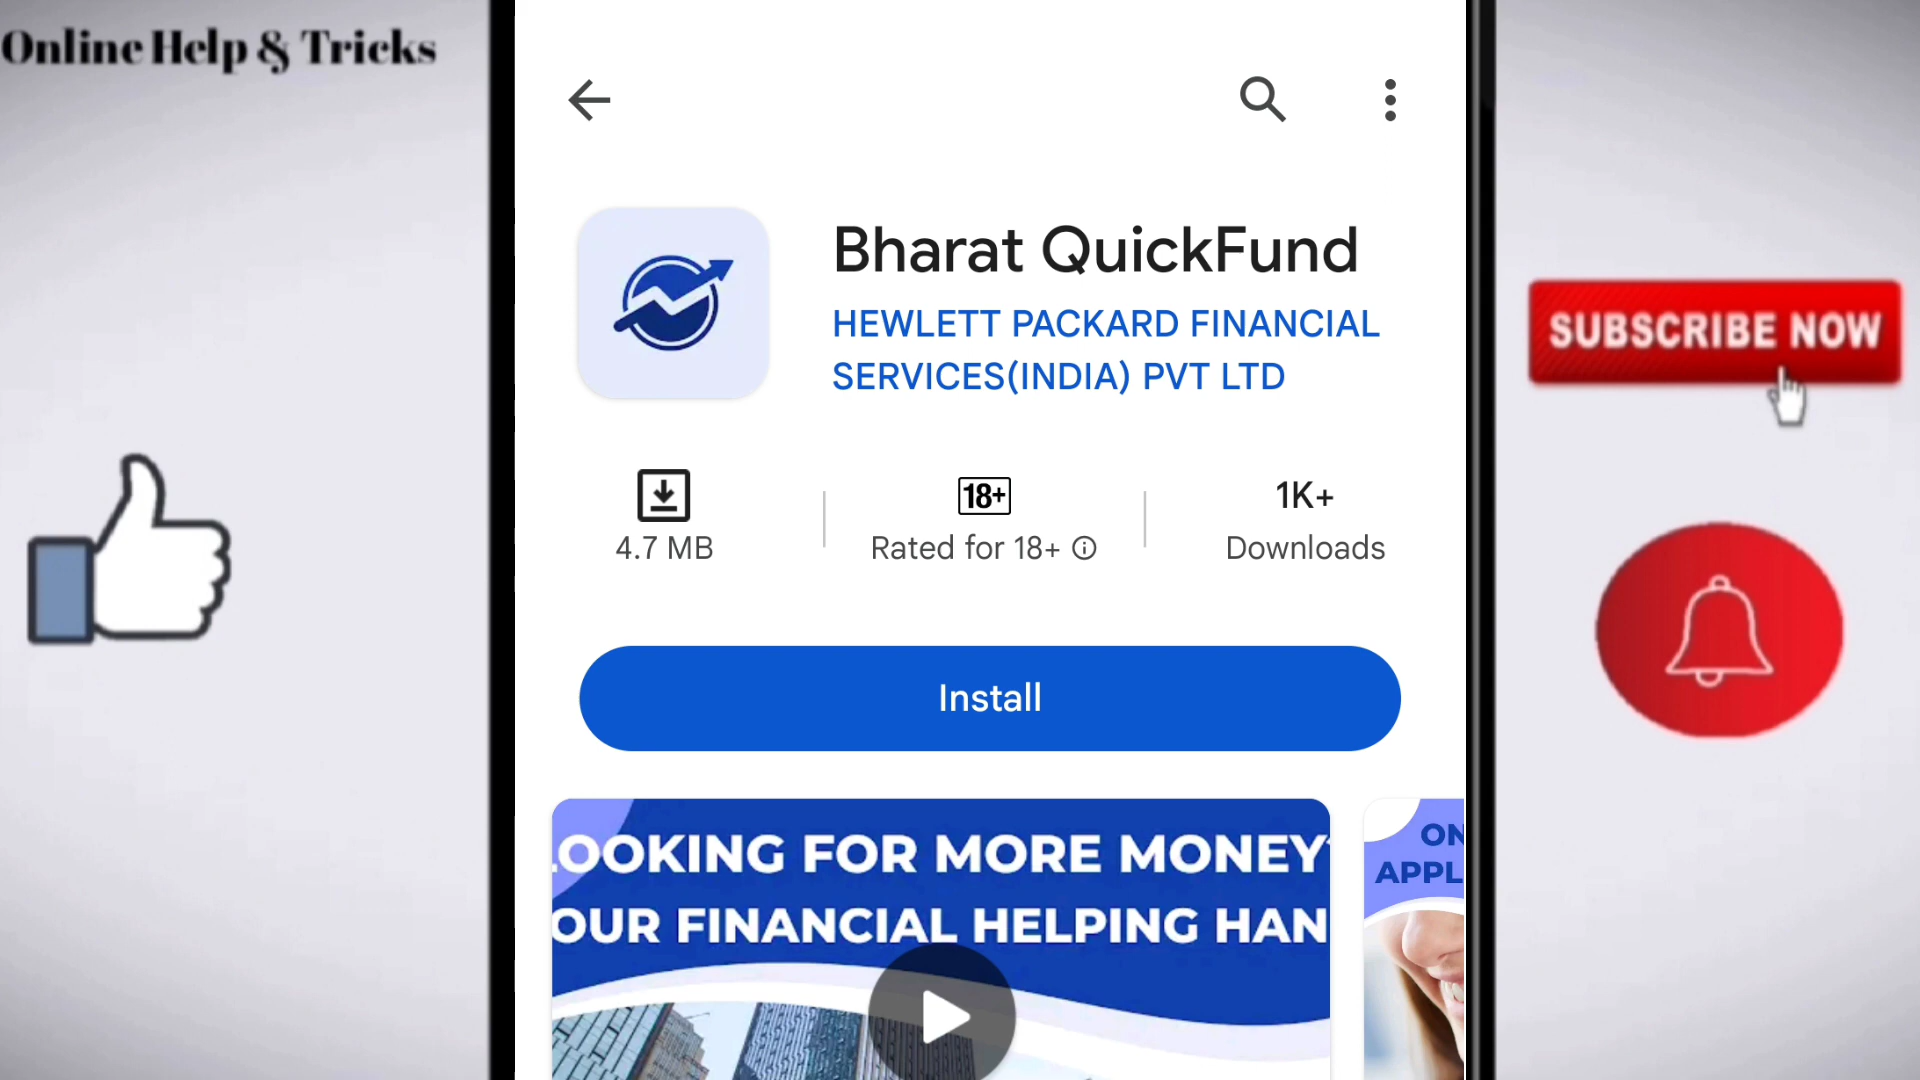 Online Help & Tricks
Bharat QuickFund
HEWLETT PACKARD FINANCIAL
SERVICES(INDIA) PVT LTD
4.7 MB
18+
Rated for 18+
1K+
Downloads
Install
OOKING FOR MORE MONEY
OUR FINANCIAL HELPING HAN
ON
APPL
SUBSCRIBE NOW